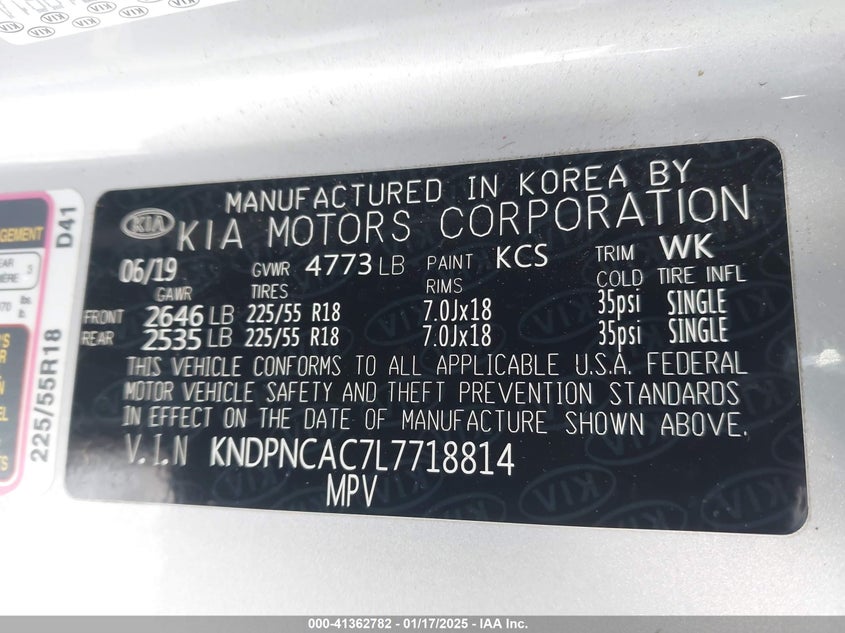 MANUFACTURED IN KOREA BY
KIA KIA MOTORS CORPORATION
06/19 GVWR 4773 LB PAINT KCS TRIM WK
GAWR TIRES RIMS COLD TIRE INFL
FRONT 2646 LB 225/55 R18 7.0Jx18 35psi SINGLE
REAR 2535 LB 225/55 R18 7.0Jx18 35psi SINGLE
THIS VEHICLE CONFORMS TO ALL APPLICABLE U.S.A. FEDERAL
MOTOR VEHICLE SAFETY AND THEFT PREVENTION STANDARDS
IN EFFECT ON THE DATE OF MANUFACTURE SHOWN ABOVE.
V.I.N KNDPNCAC7L7718814
MPV
225/55R18 D41
000-41362782 - 01/17/2025 - IAA Inc.